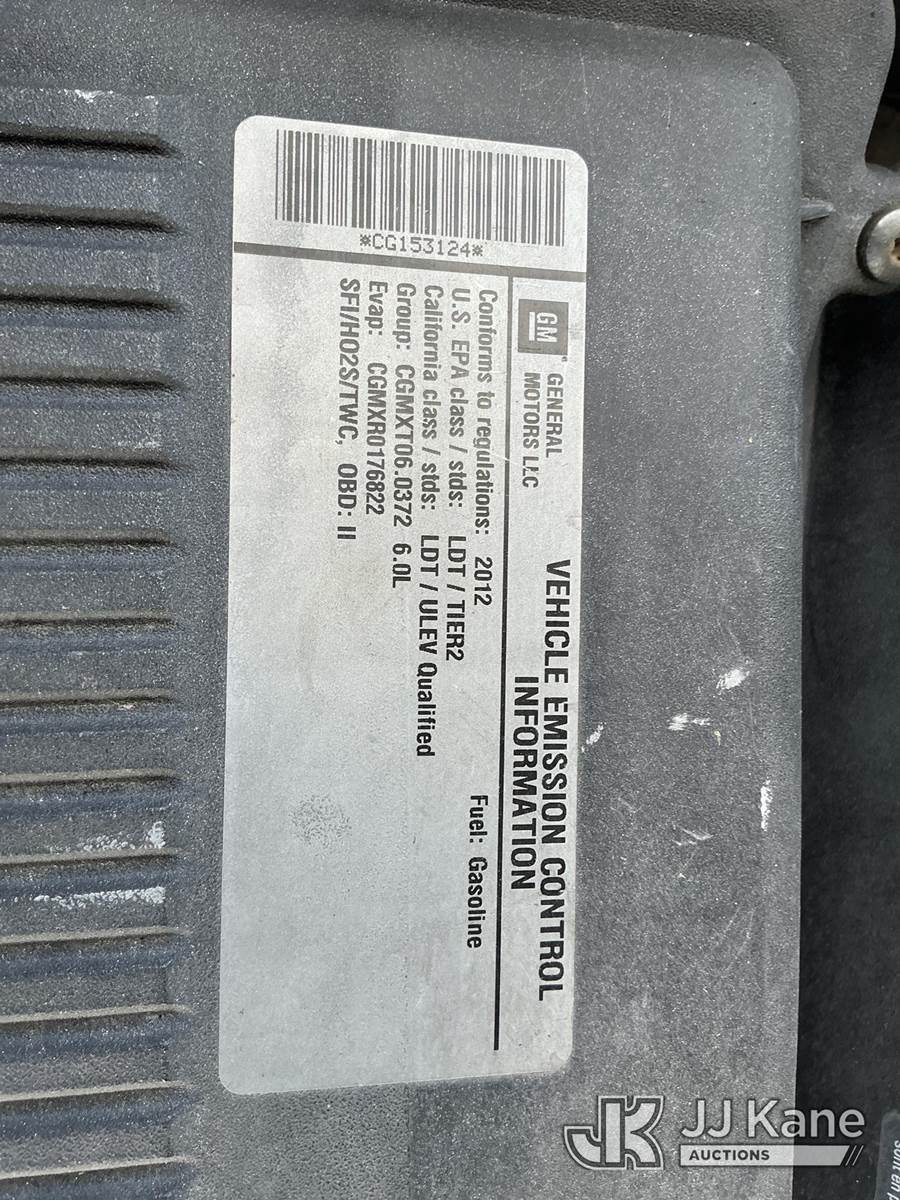 *CG153124*
GM
GENERAL
MOTORS LLC
VEHICLE EMISSION CONTROL
INFORMATION
Conforms to regulations: 2012 Fuel: Gasoline
U.S. EPA class / stds: LDT / TIER2
California class / stds: LDT / ULEV Qualified
Group: CGMXT06.0372 6.0L
Evap: CGMXR0176822
SFI/HO2S/TWC, OBD: II
JK JJ Kane
AUCTIONS